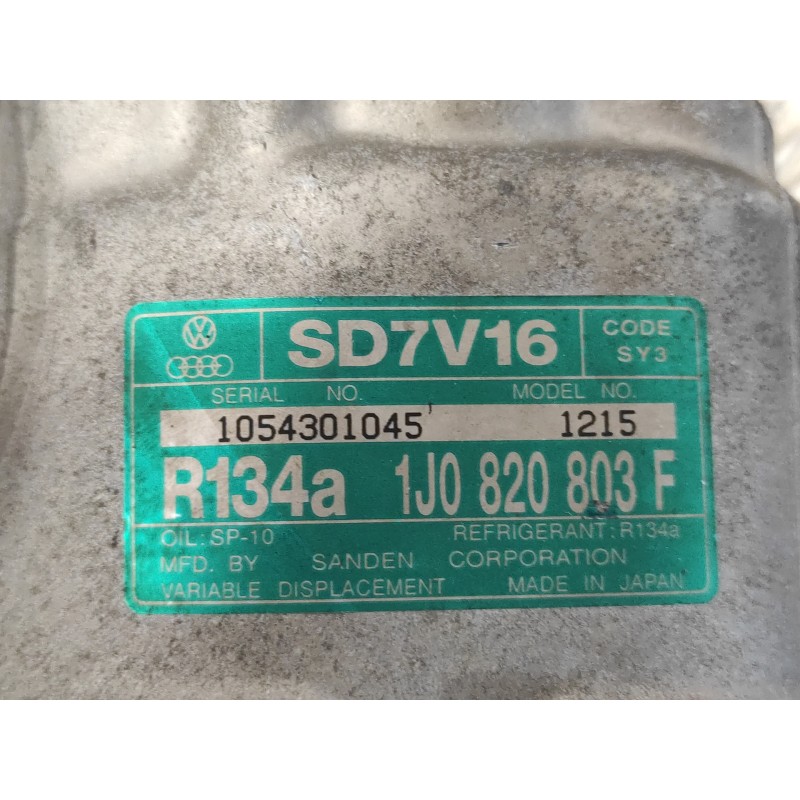 SD7V16 CODE SY3
SERIAL NO. MODEL NO.
1054301045 1215
R134a 1J0 820 803 F
OIL: SP-10 REFRIGERANT: R134a
MFD. BY SANDEN CORPORATION
VARIABLE DISPLACEMENT MADE IN JAPAN